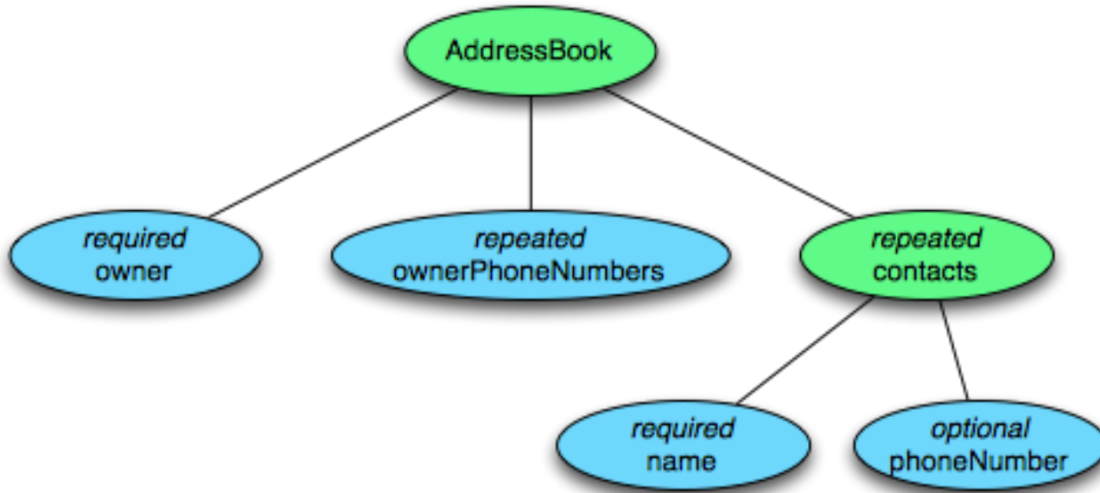 AddressBook
required
owner
repeated
ownerPhoneNumbers
repeated
contacts
required
name
optional
phoneNumber